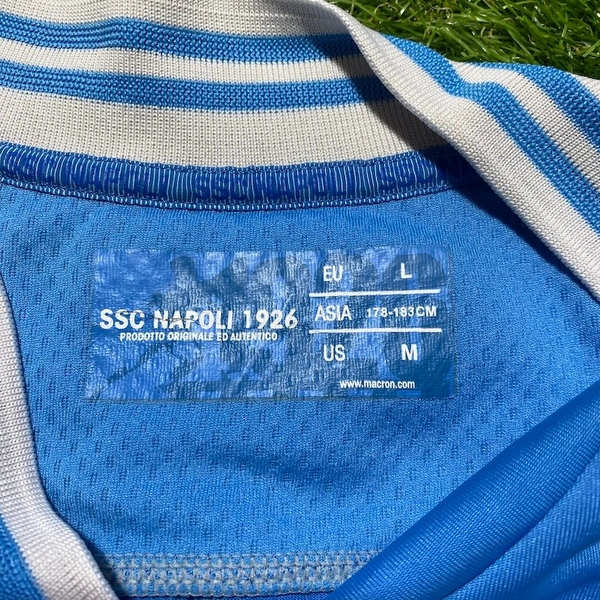 SSC NAPOLI 1926
PRODOTTO ORIGINALE ED AUTENTICO
EU L
ASIA 178-183CM
US M
www.macron.com